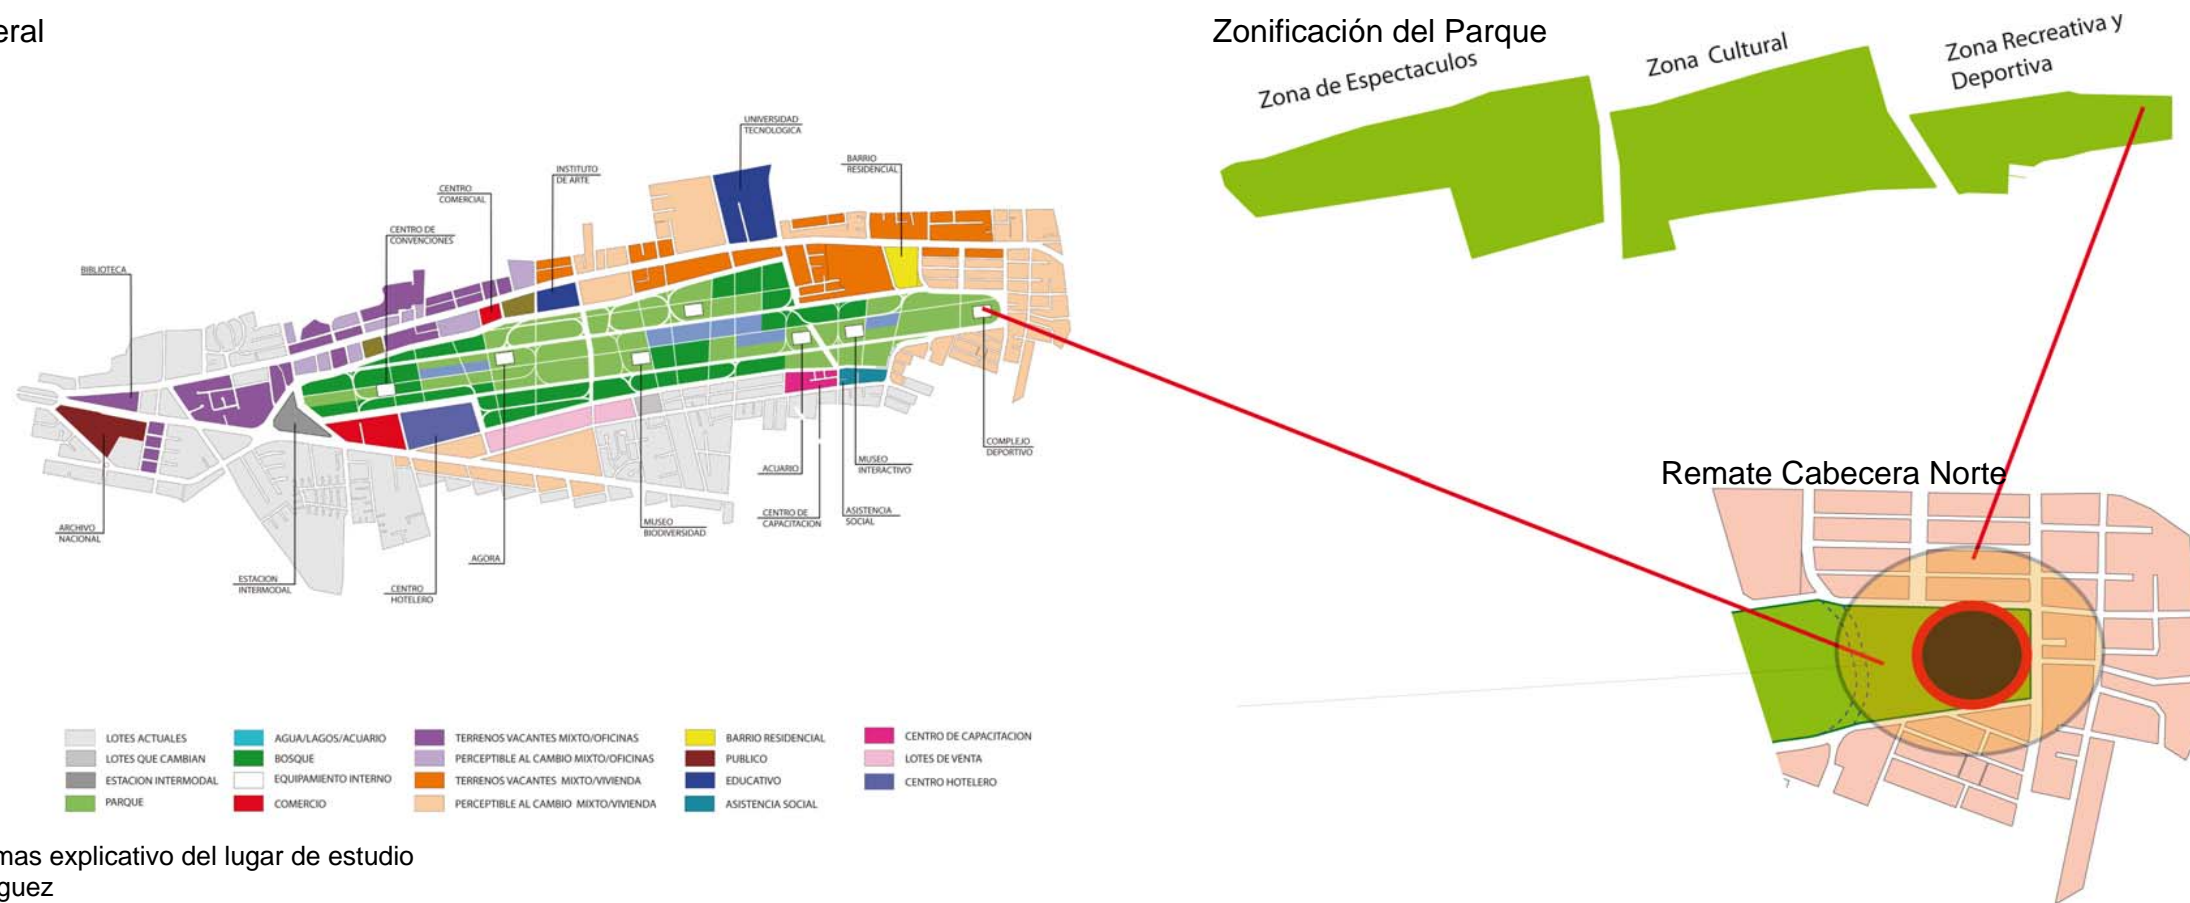 eral
Zonificación del Parque
Zona de Espectaculos
Zona Cultural
Zona Recreativa y
Deportiva
UNIVERSIDAD
TECNOLOGICA
BARRIO
RESIDENCIAL
INSTITUTO
DE ARTE
CENTRO
COMERCIAL
CENTRO DE
CONVENCIONES
BIBLIOTECA
COMPLEJO
DEPORTIVO
ACUARIO
MUSEO
INTERACTIVO
Remate Cabecera Norte
ARCHIVO
NACIONAL
CENTRO DE
CAPACITACION
ASISTENCIA
SOCIAL
MUSEO
BIODIVERSIDAD
AGORA
ESTACION
INTERMODAL
CENTRO
HOTELERO
LOTES ACTUALES
LOTES QUE CAMBIAN
ESTACION INTERMODAL
PARQUE
AGUA/LAGOS/ACUARIO
BOSQUE
EQUIPAMIENTO INTERNO
COMERCIO
TERRENOS VACANTES MIXTO/OFICINAS
PERCEPTIBLE AL CAMBIO MIXTO/OFICINAS
TERRENOS VACANTES MIXTO/VIVIENDA
PERCEPTIBLE AL CAMBIO MIXTO/VIVIENDA
BARRIO RESIDENCIAL
PUBLICO
EDUCATIVO
ASISTENCIA SOCIAL
CENTRO DE CAPACITACION
LOTES DE VENTA
CENTRO HOTELERO
mas explicativo del lugar de estudio
guez